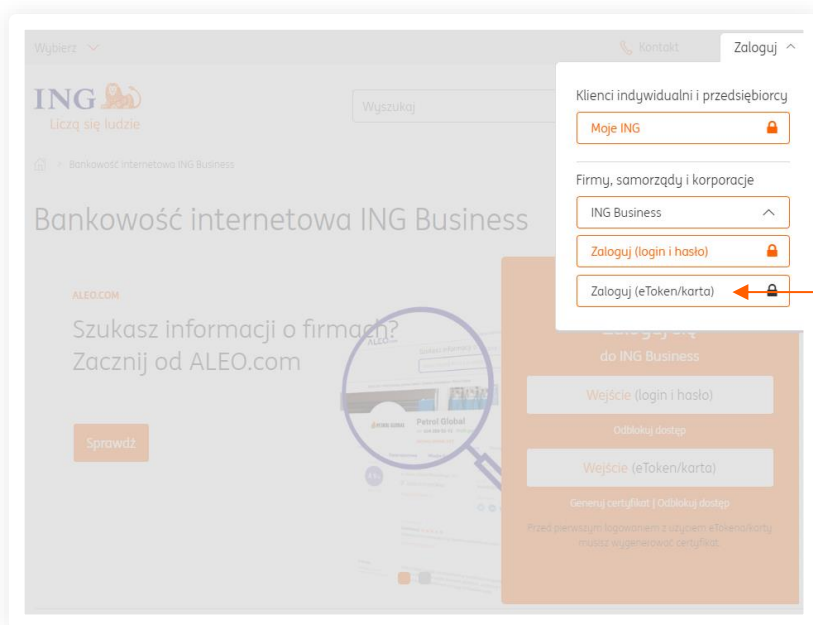 Wybierz
Kontakt
Zaloguj
ING
Liczą się ludzie
Wyszukaj
Klienci indywidualni i przedsiębiorcy
Moje ING
Firmy, samorządy i korporacje
ING Business
Zaloguj (login i hasło)
Zaloguj (eToken/karta)
Bankowość internetowa ING Business
Bankowość internetowa ING Business
ALEO.COM
Szukasz informacji o firmach?
Zacznij od ALEO.com
Sprawdź
ALEO
Petrol Global
do ING Business
Wejście (login i hasło)
Odblokuj dostęp
Wejście (eToken/karta)
Generuj certyfikat | Odblokuj dostęp
Przed pierwszym logowaniem z użyciem eTokena/karty
musisz wygenerować certyfikat.